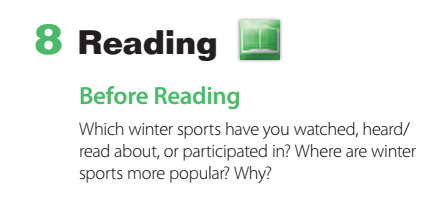 8 Reading
Before Reading
Which winter sports have you watched, heard/
read about, or participated in? Where are winter
sports more popular? Why?